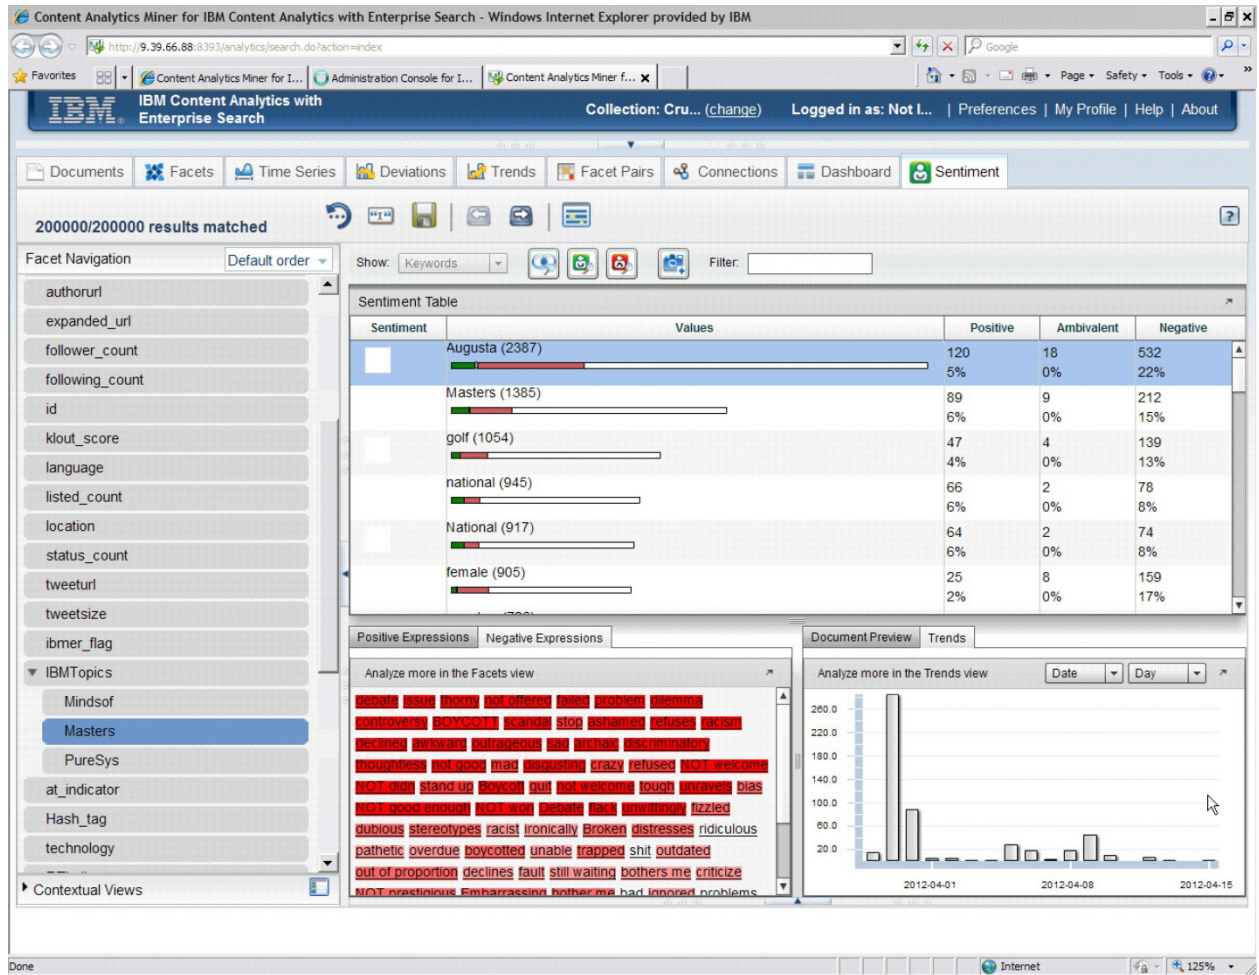 Content Analytics Miner for IBM Content Analytics with Enterprise Search - Windows Internet Explorer provided by IBM
http://9.39.66.88:8393/analytics/search.do?action=index
Google
Favorites
Content Analytics Miner for I...
Administration Console for I...
Content Analytics Miner f...
Page
Safety
Tools
IBM
IBM Content Analytics with
Enterprise Search
Collection: Cru... (change)
Logged in as: Not I...
| Preferences | My Profile | Help | About
Documents
Facets
Time Series
Deviations
Trends
Facet Pairs
Connections
Dashboard
Sentiment
200000/200000 results matched
Facet Navigation
Default order
authorurl
expanded_url
follower_count
following_count
id
klout_score
language
listed_count
location
status_count
tweeturl
tweetsize
ibmer_flag
IBMTopics
Mindsof
Masters
PureSys
at_indicator
Hash_tag
technology
Contextual Views
Show: Keywords
Filter:
Sentiment Table
Sentiment Values Positive Ambivalent Negative
Augusta (2387) 120 18 532
5% 0% 22%
Masters (1385) 89 9 212
6% 0% 15%
golf (1054) 47 4 139
4% 0% 13%
national (945) 66 2 78
6% 0% 8%
National (917) 64 2 74
6% 0% 8%
female (905) 25 8 159
2% 0% 17%
Positive Expressions
Negative Expressions
Analyze more in the Facets view
debate issue thorny not offered failed problem dilemma
controversy BOYCOTT scandal stop ashamed refuses racism
declined awkward outrageous sad archaic discriminatory
thoughtless not good mad disgusting crazy refused NOT welcome
NOT didn stand up Boycott quit not welcome tough unravels bias
NOT good enough NOT won Debate flack unwittingly fizzled
dubious stereotypes racist ironically Broken distresses ridiculous
pathetic overdue boycotted unable trapped shit outdated
out of proportion declines fault still waiting bothers me criticize
NOT prestigious Embarrassing bother me bad ignored problems
Document Preview
Trends
Analyze more in the Trends view
Date
Day
260.0
220.0
180.0
140.0
100.0
60.0
20.0
2012-04-01
2012-04-08
2012-04-15
Done
Internet
125%